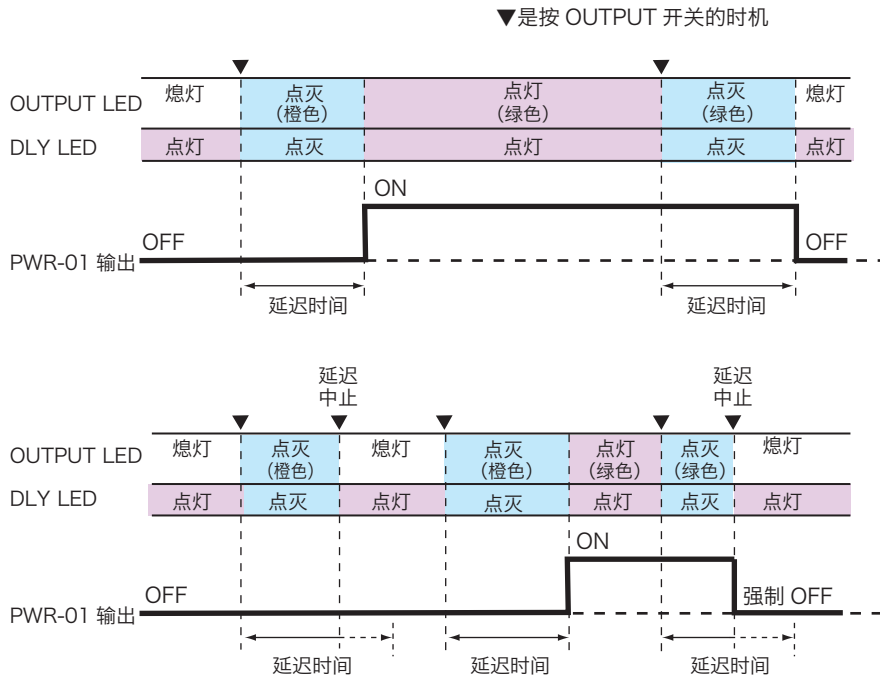 ▼是按 OUTPUT 开关的时机
OUTPUT LED 熄灯 点灭 点灯 点灭 熄灯
(橙色) (绿色) (绿色)
DLY LED 点灯 点灭 点灯 点灭 点灯
ON
OFF OFF
PWR-01 输出
延迟时间 延迟时间
延迟 延迟
中止 中止
OUTPUT LED 熄灯 点灭 熄灯 点灭 点灯 点灭 熄灯
(橙色) (橙色) (绿色) (绿色)
DLY LED 点灯 点灭 点灯 点灭 点灯 点灭 点灯
ON
OFF 强制 OFF
PWR-01 输出
延迟时间 延迟时间 延迟时间